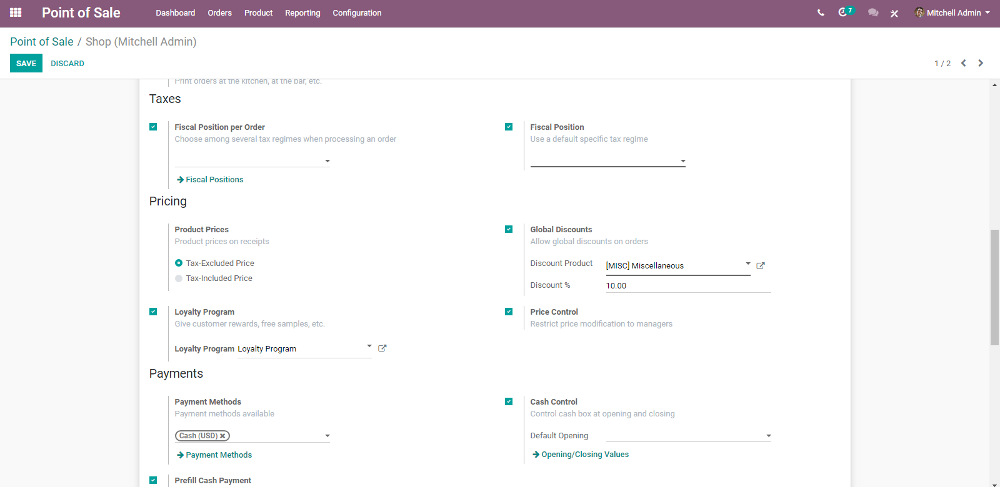 Point of Sale Dashboard Orders Product Reporting Configuration 7 Mitchell Admin
Point of Sale / Shop (Mitchell Admin)
SAVE DISCARD 1 / 2
Print orders at the kitchen, at the bar, etc.
Taxes
Fiscal Position per Order
Choose among several tax regimes when processing an order
Fiscal Positions
Fiscal Position
Use a default specific tax regime
Pricing
Product Prices
Product prices on receipts
Tax-Excluded Price
Tax-Included Price
Global Discounts
Allow global discounts on orders
Discount Product [MISC] Miscellaneous
Discount % 10.00
Loyalty Program
Give customer rewards, free samples, etc.
Loyalty Program Loyalty Program
Price Control
Restrict price modification to managers
Payments
Payment Methods
Payment methods available
Cash (USD)
Payment Methods
Cash Control
Control cash box at opening and closing
Default Opening
Opening/Closing Values
Prefill Cash Payment